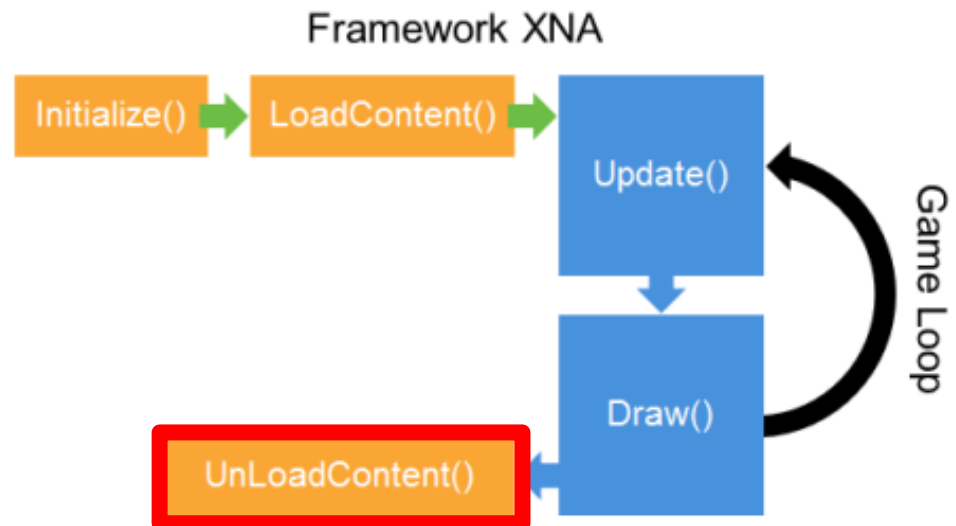 Framework XNA
Initialize()
LoadContent()
Update()
Game Loop
Draw()
UnLoadContent()